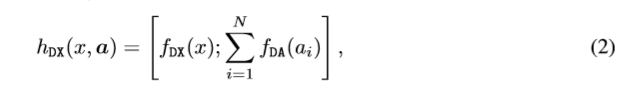 h_DX(x, a) = [ f_DX(x); ∑_{i=1}^{N} f_DA(a_i) ], (2)